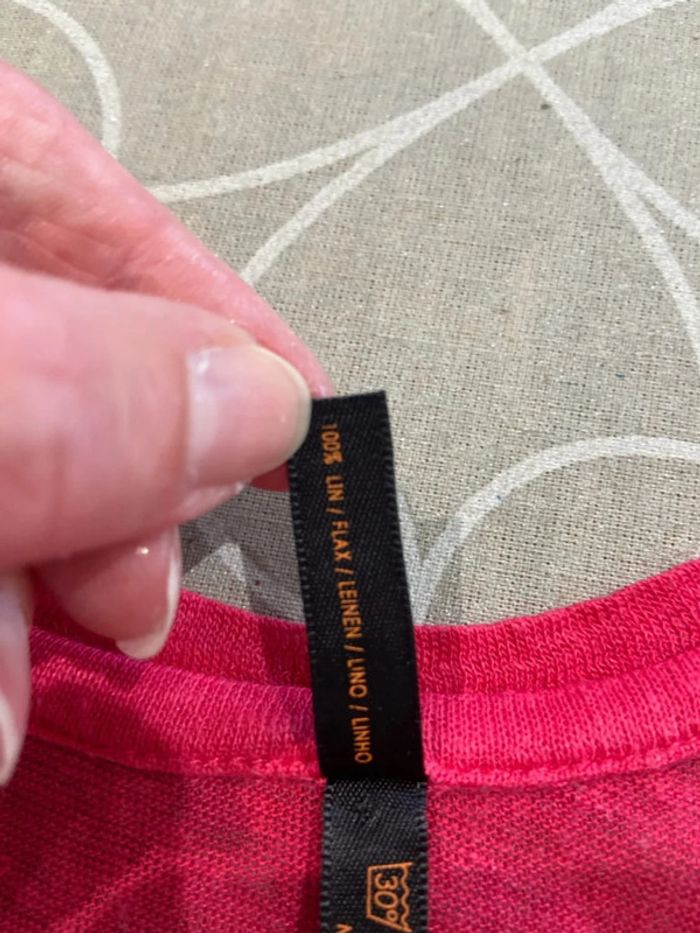 100% LIN / FLAX / LEINEN / LINO / LINHO
30°